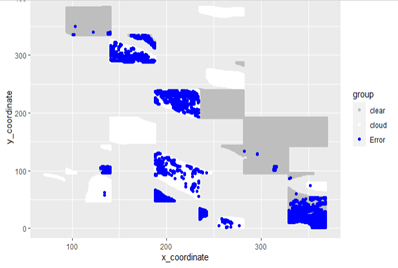 300
200
100
0
y_coordinate
100
200
300
x_coordinate
group
clear
cloud
Error